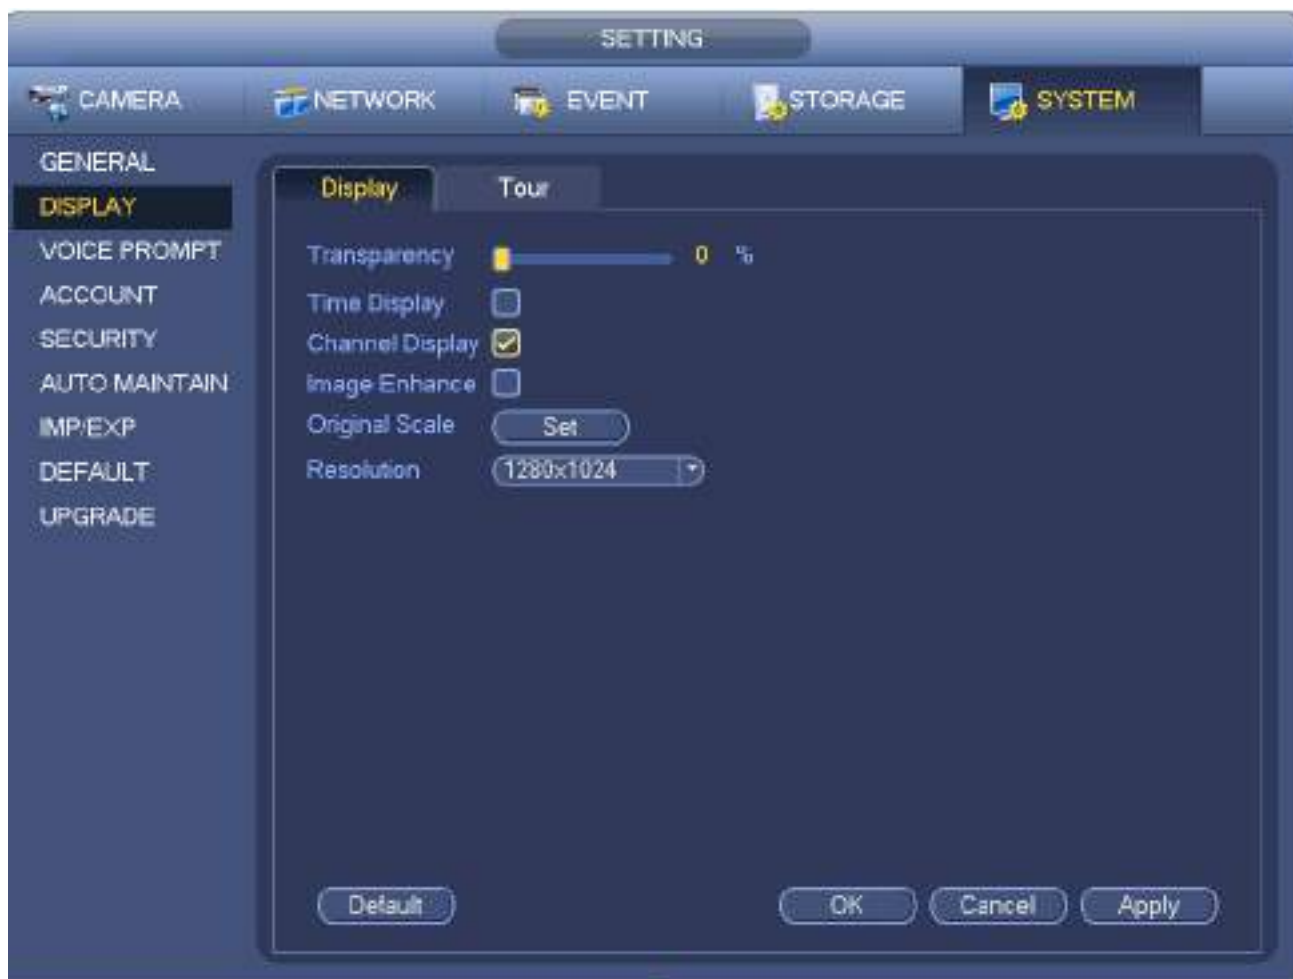 SETTING
CAMERA NETWORK EVENT STORAGE SYSTEM
GENERAL
DISPLAY
VOICE PROMPT
ACCOUNT
SECURITY
AUTO MAINTAIN
IMP/EXP
DEFAULT
UPGRADE
Display Tour
Transparency 0 %
Time Display
Channel Display
Image Enhance
Original Scale Set
Resolution 1280x1024
Default OK Cancel Apply